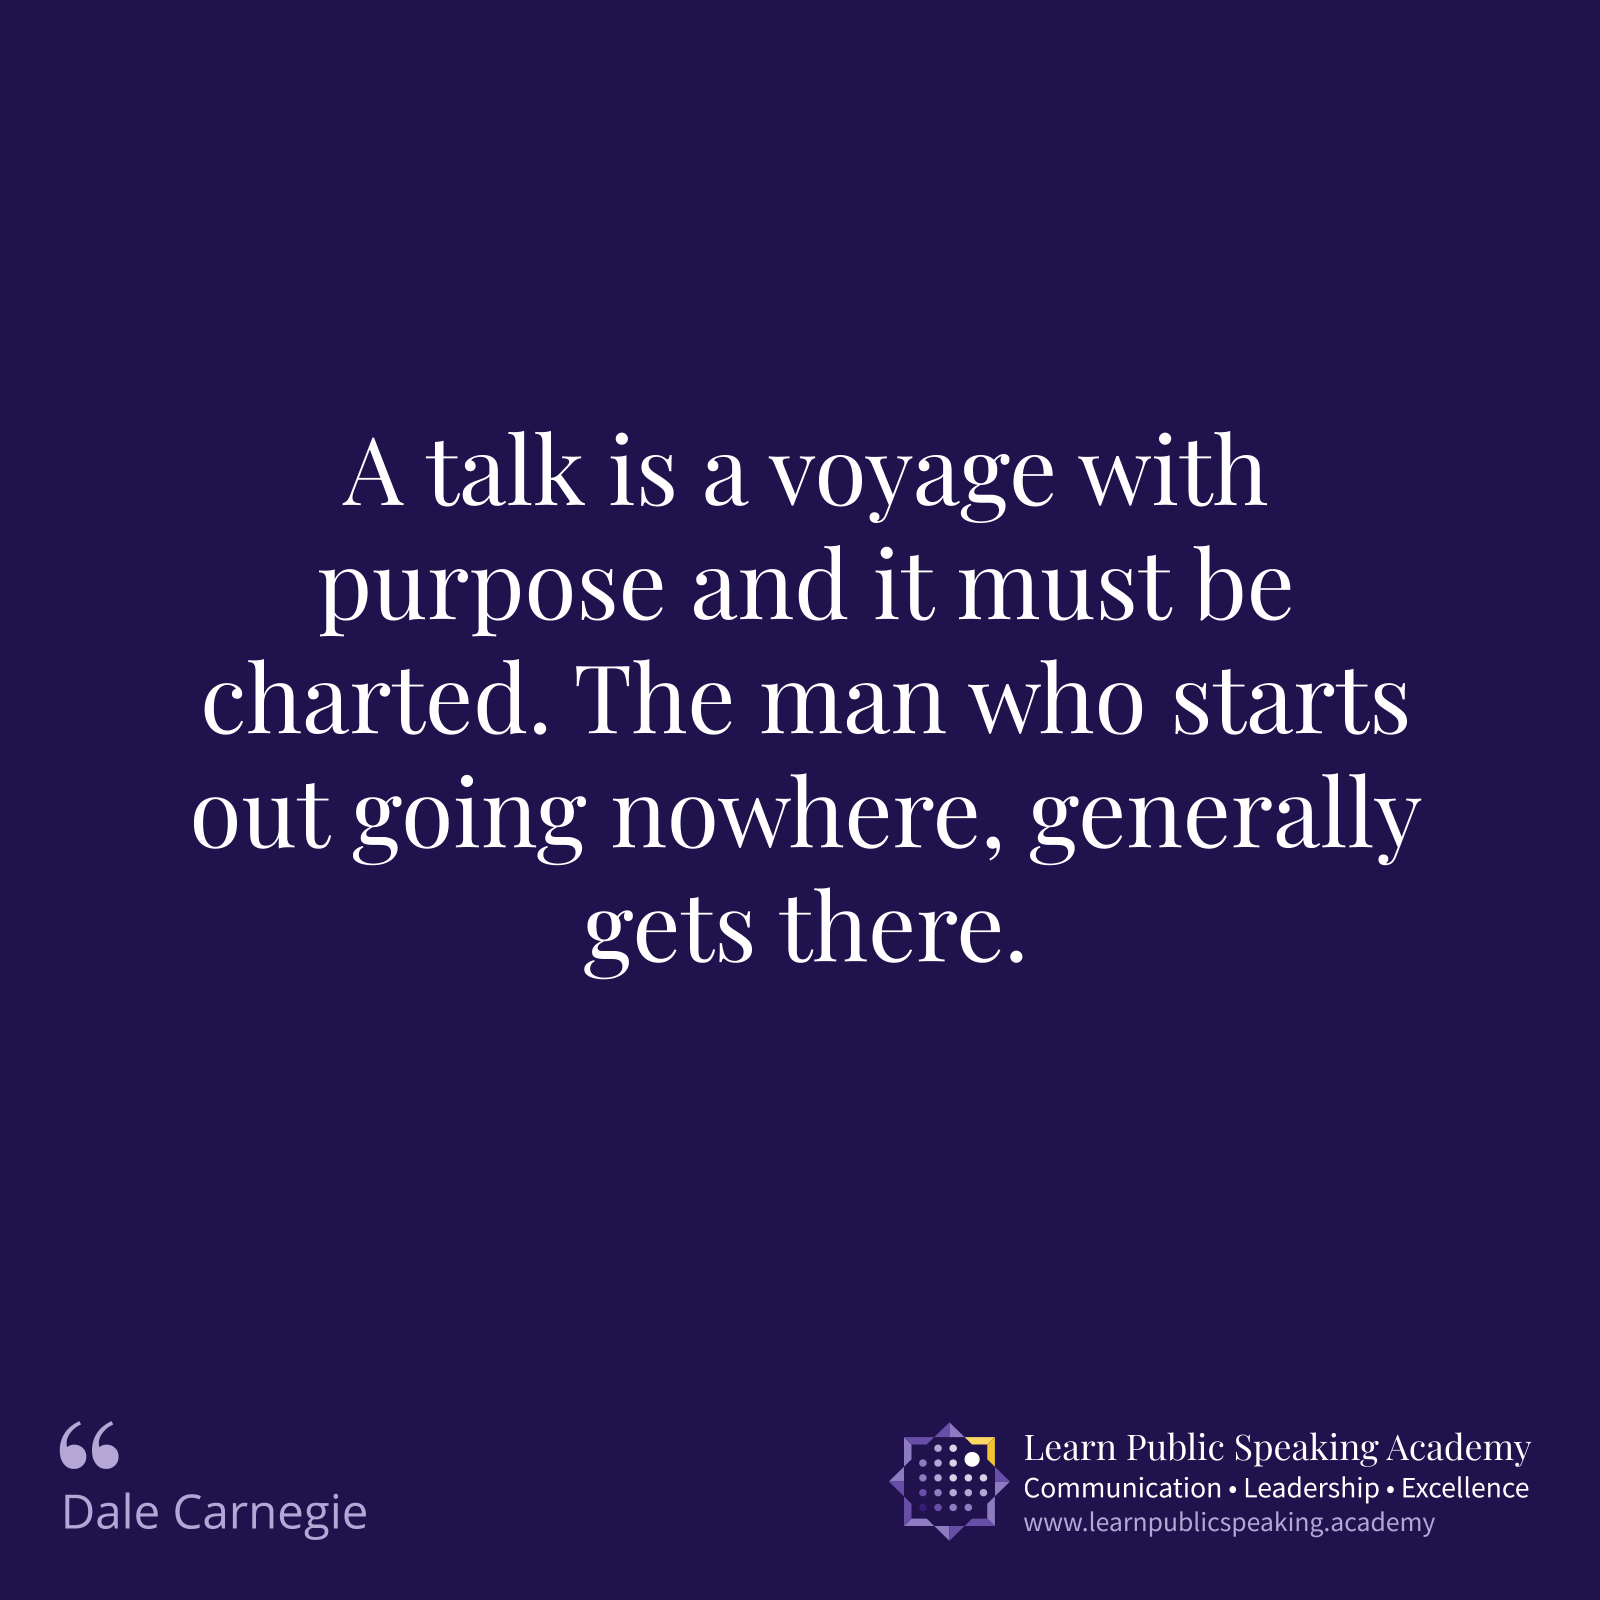 A talk is a voyage with
purpose and it must be
charted. The man who starts
out going nowhere, generally
gets there.
“
Dale Carnegie
Learn Public Speaking Academy
Communication • Leadership • Excellence
www.learnpublicspeaking.academy